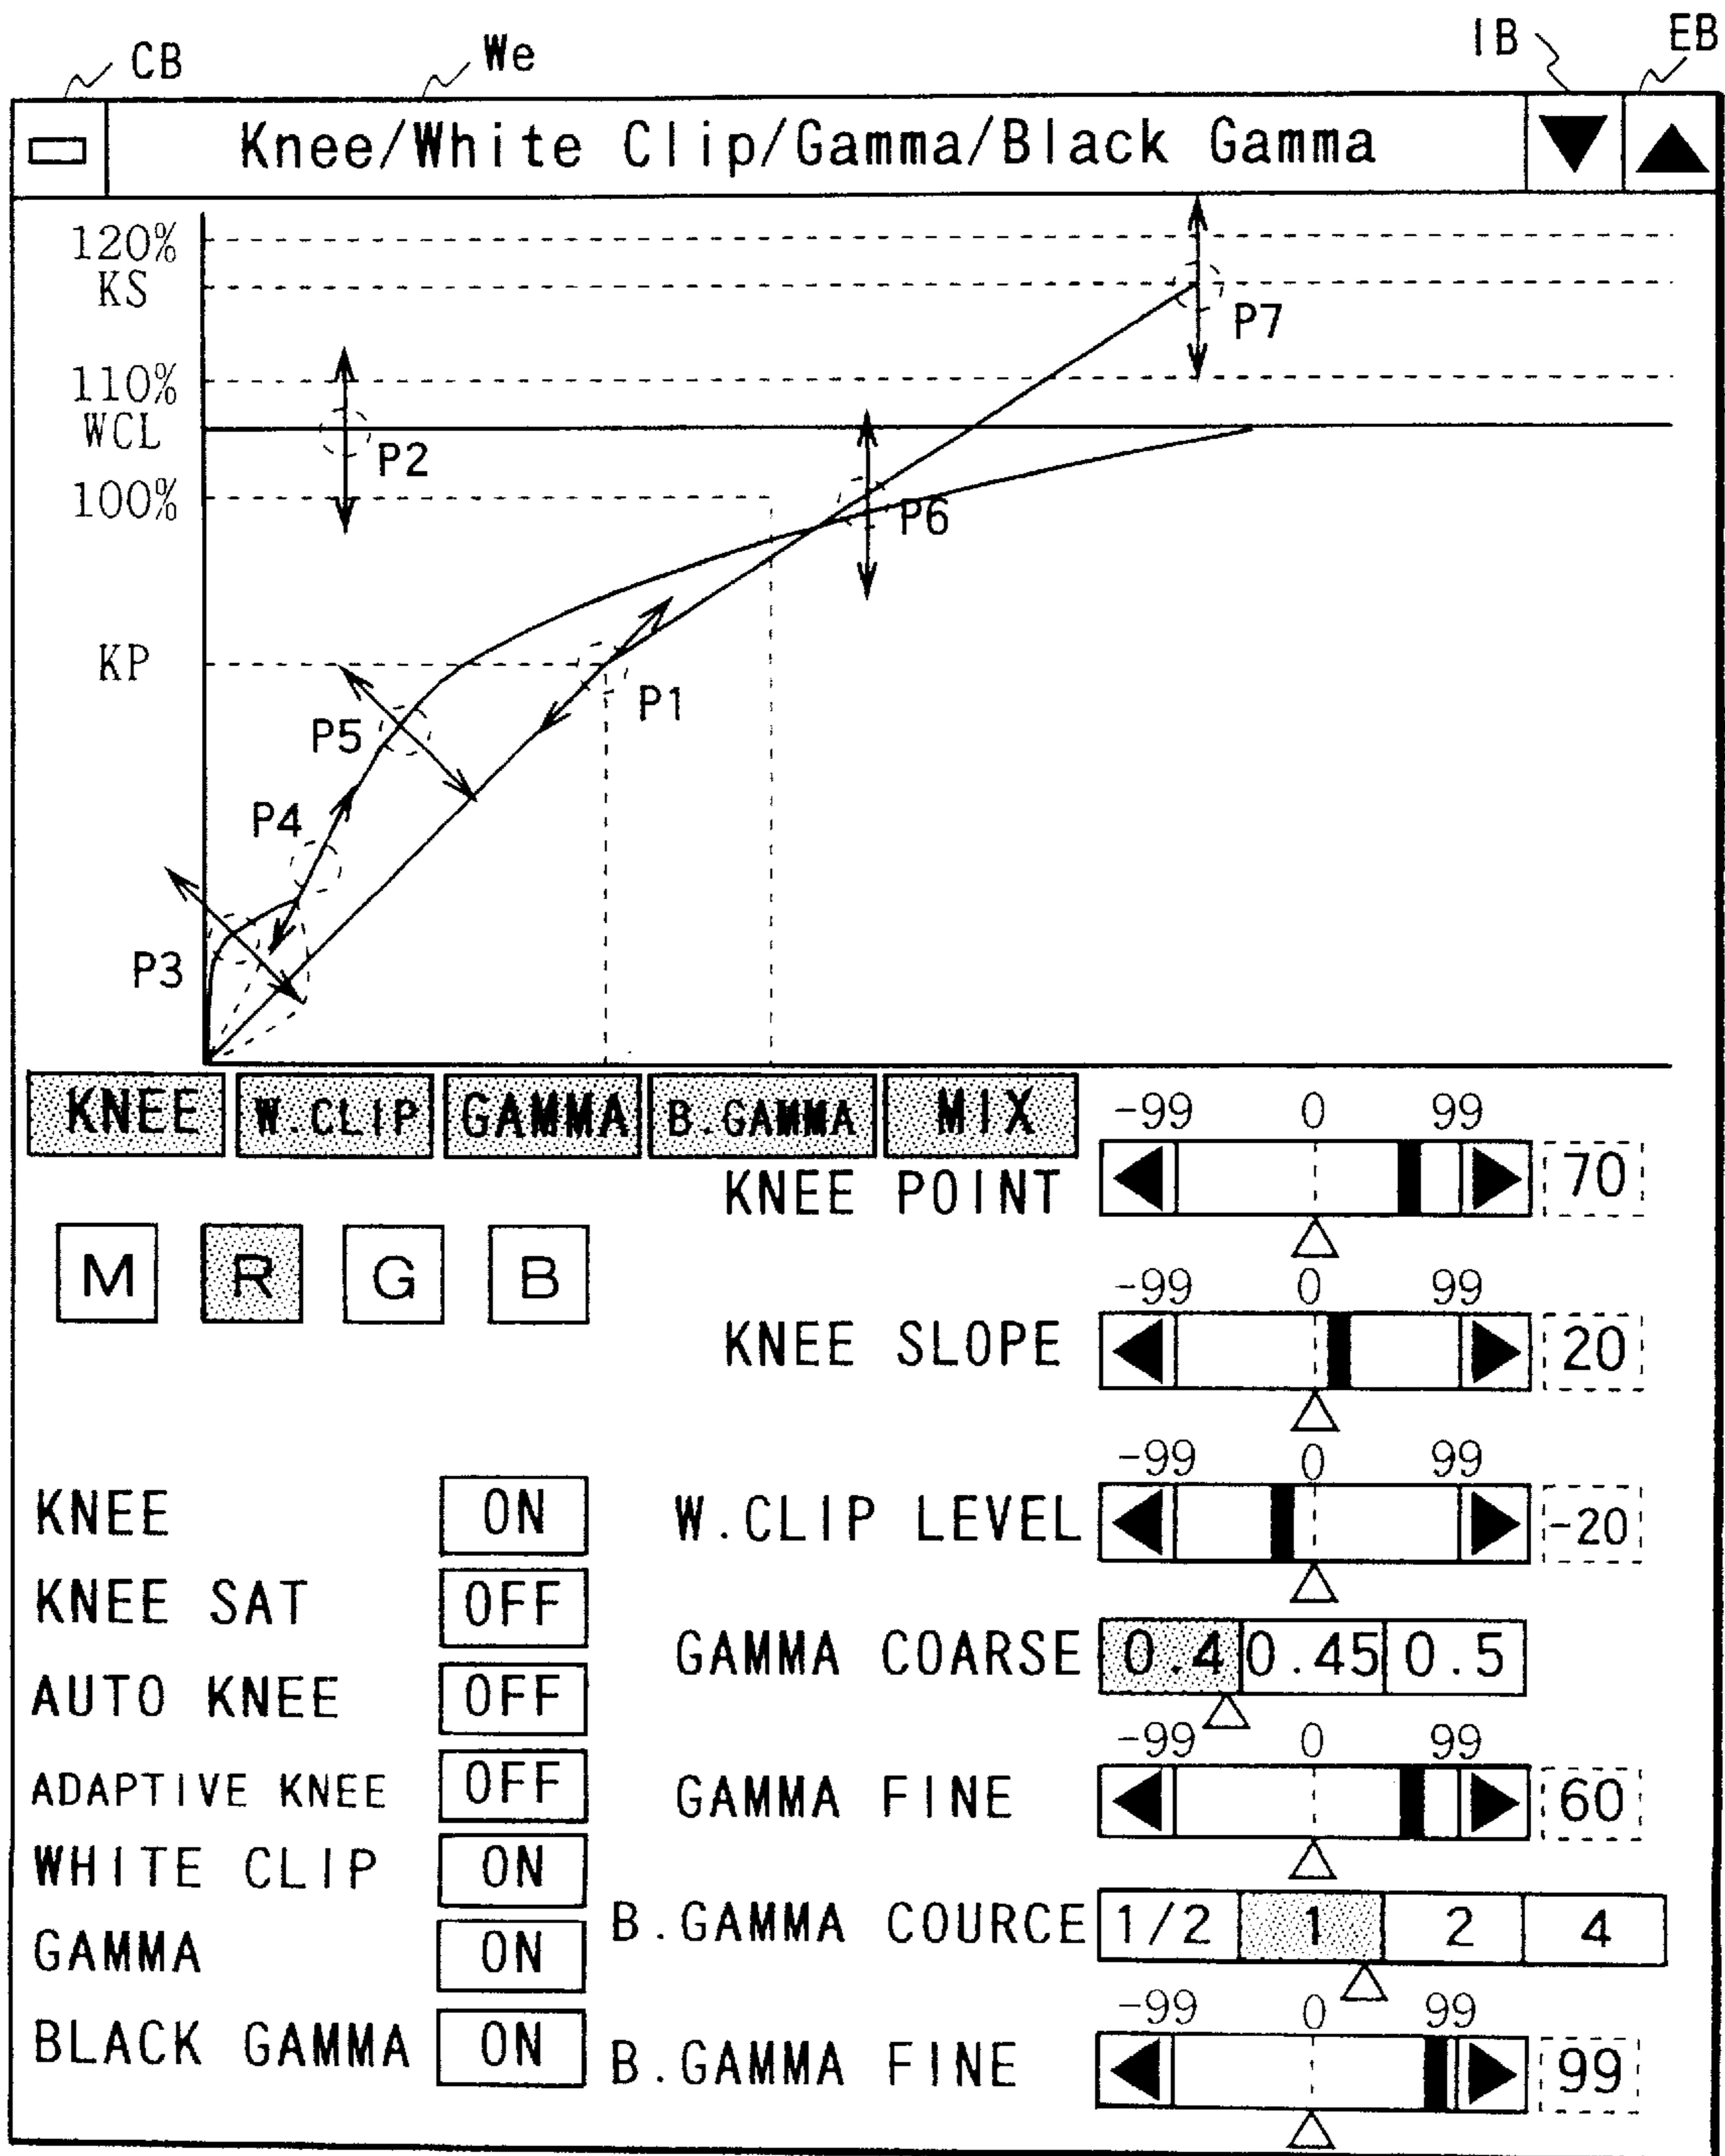 CB We IB EB
Knee/White Clip/Gamma/Black Gamma
120%
KS
P7
110%
WCL
P2
100%
P6
KP
P1
P5
P4
P3
KNEE W.CLIP GAMMA B.GAMMA MIX
-99 0 99
KNEE POINT 70
M R G B
-99 0 99
KNEE SLOPE 20
-99 0 99
KNEE ON W.CLIP LEVEL -20
KNEE SAT OFF
GAMMA COARSE 0.4 0.45 0.5
AUTO KNEE OFF
-99 0 99
ADAPTIVE KNEE OFF GAMMA FINE 60
WHITE CLIP ON
B.GAMMA COURCE 1/2 1 2 4
GAMMA ON
-99 0 99
BLACK GAMMA ON B.GAMMA FINE 99